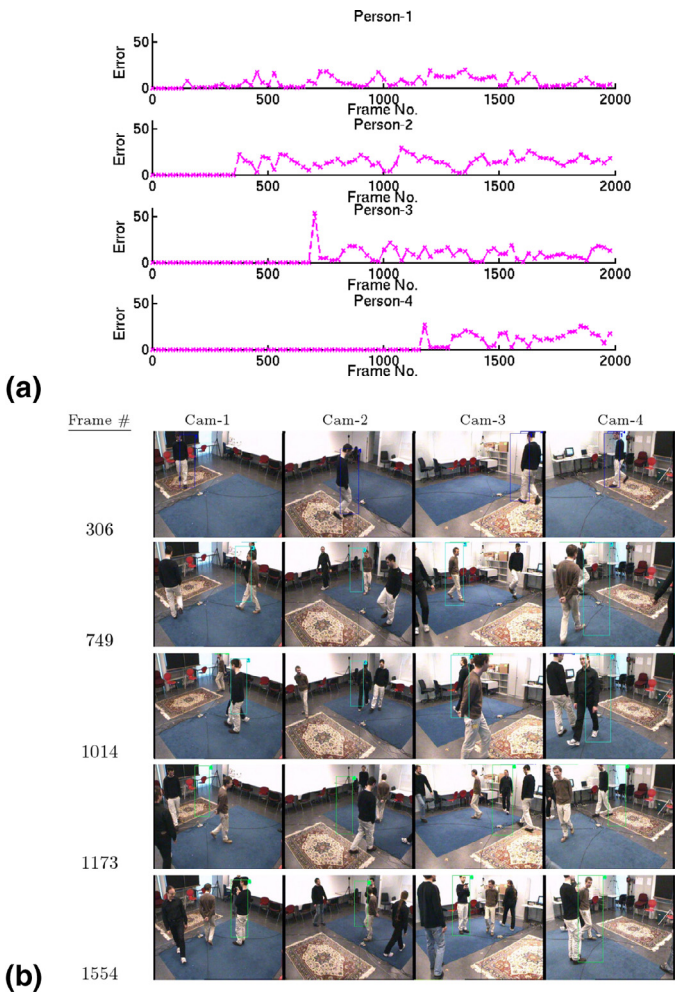 Person-1
50
Error
0
0 500 1000 1500 2000
Frame No.
Person-2
50
Error
0
0 500 1000 1500 2000
Frame No.
Person-3
50
Error
0
0 500 1000 1500 2000
Frame No.
Person-4
50
Error
0
0 500 1000 1500 2000
Frame No.
(a)
Frame # Cam-1 Cam-2 Cam-3 Cam-4
306
749
1014
1173
1554
(b)